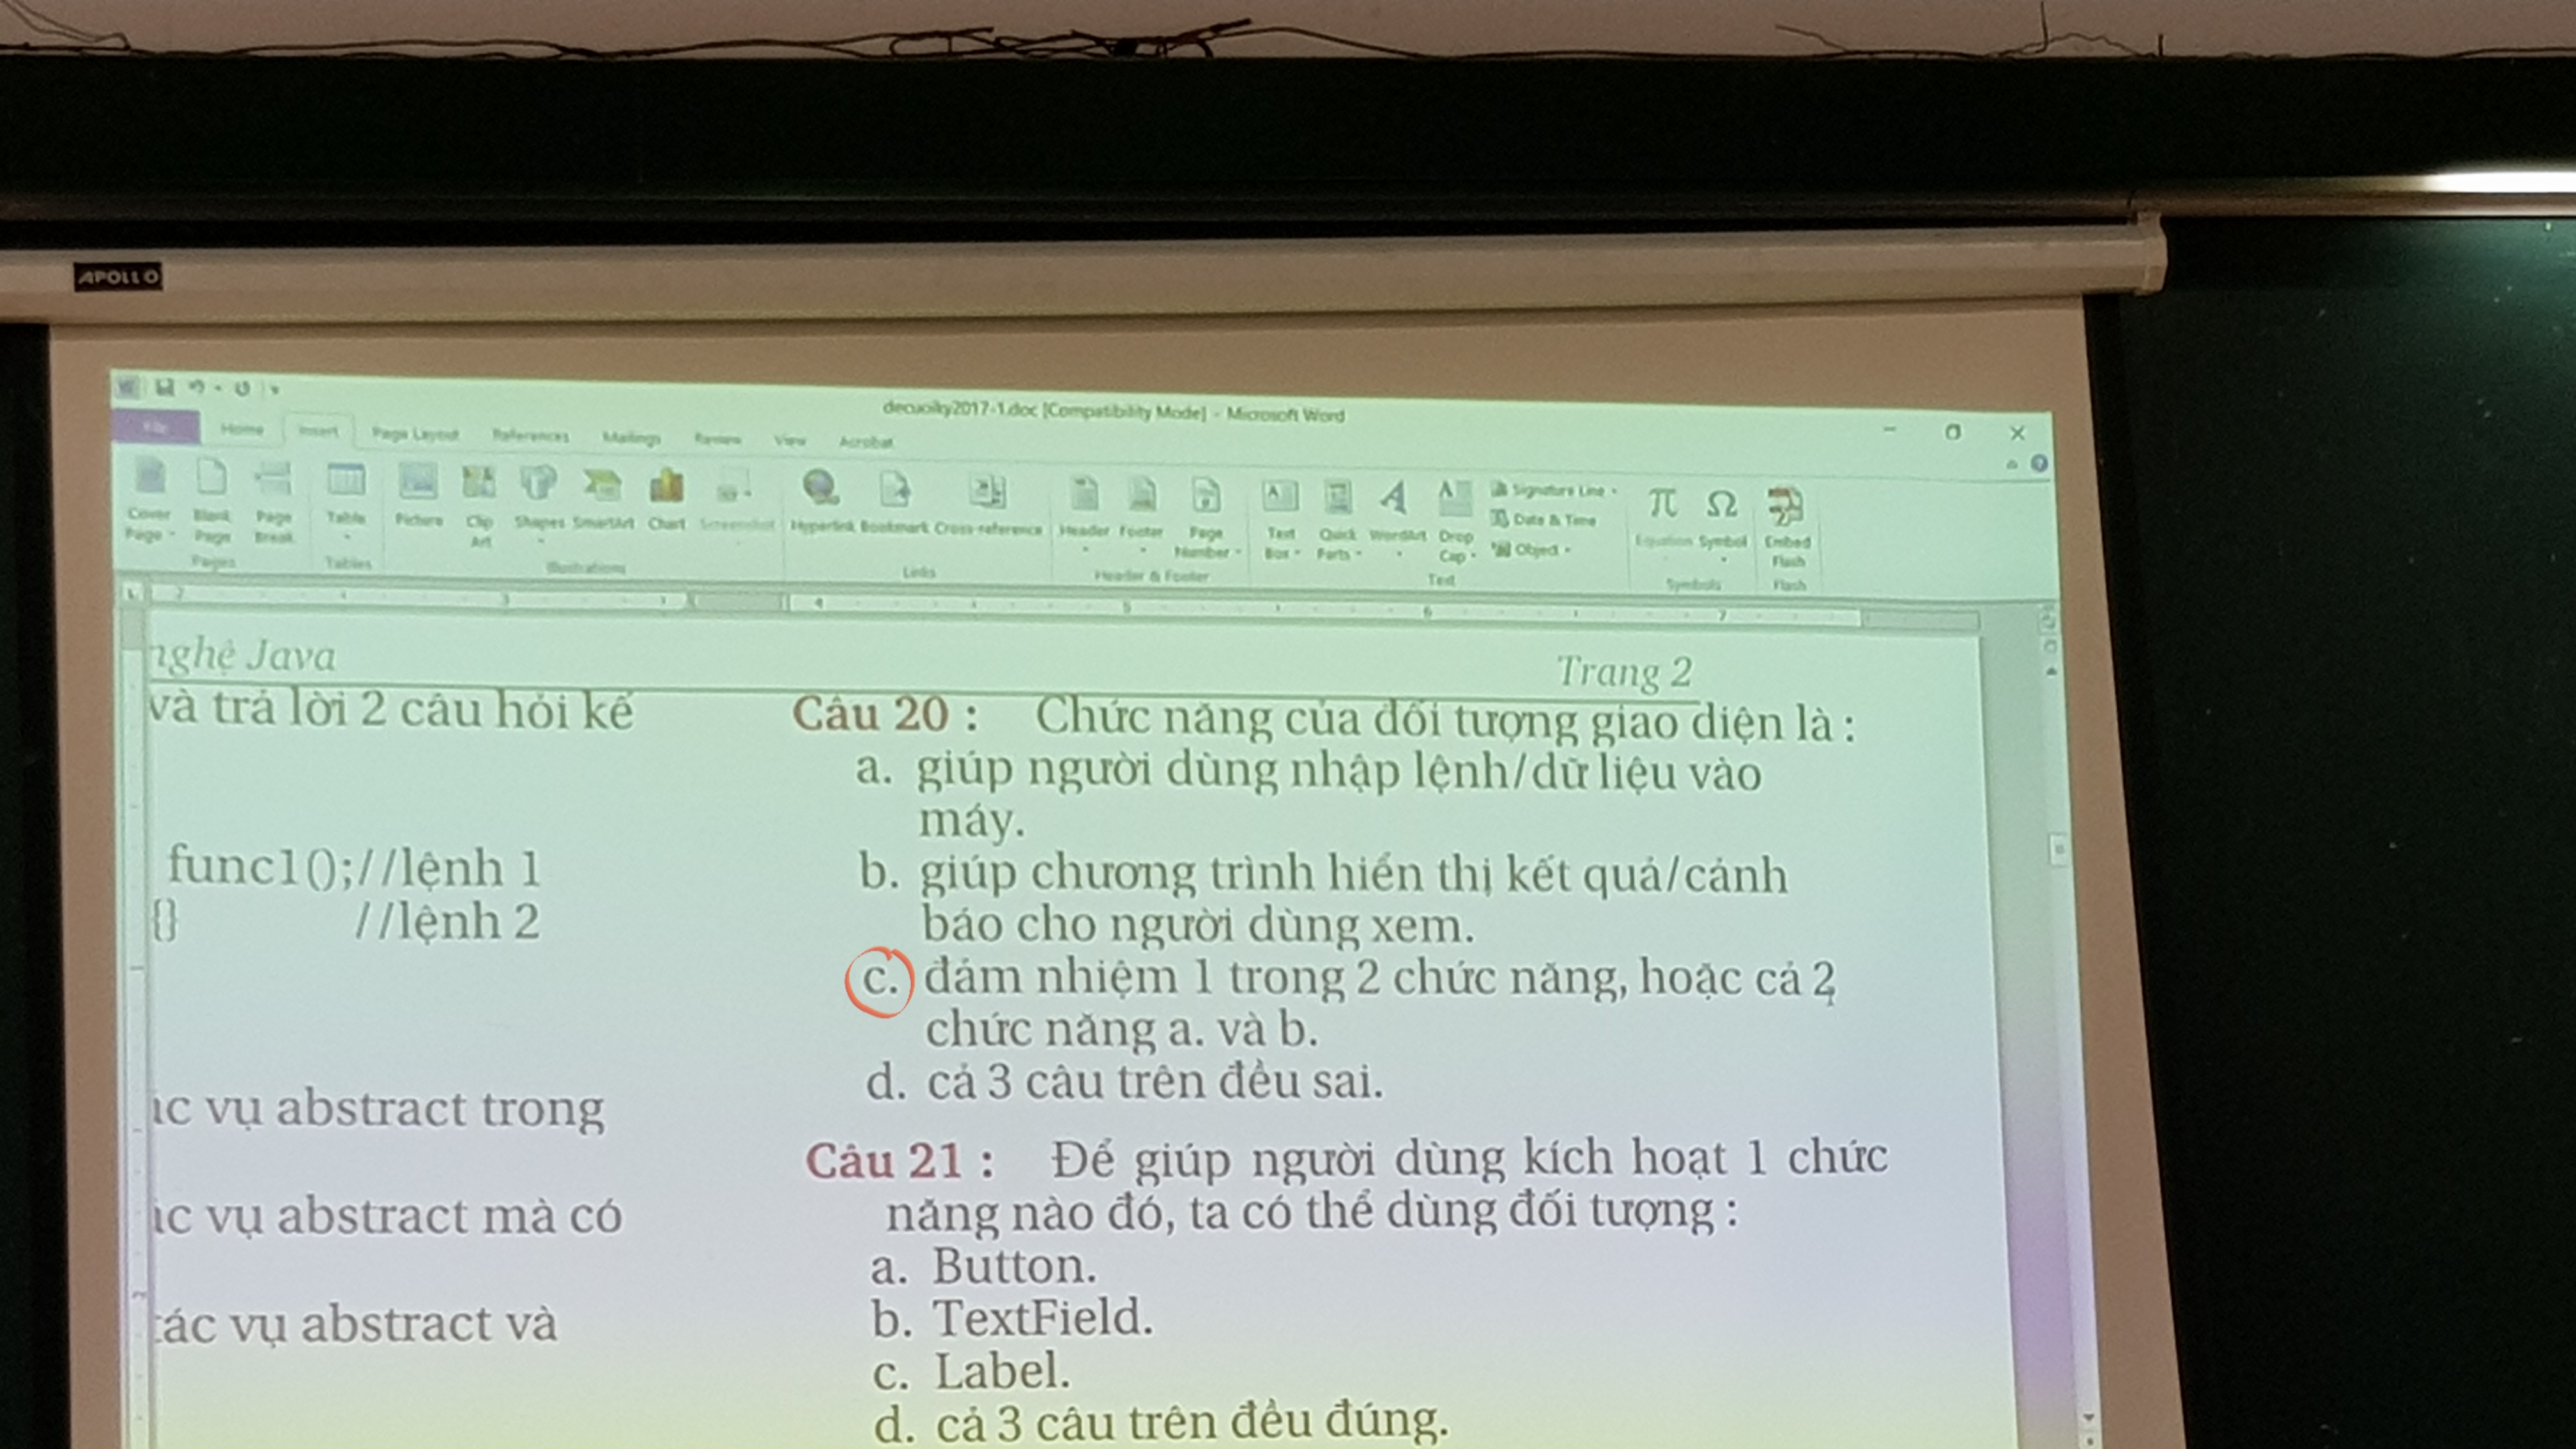 APOLLO
decuoiky2017-1.doc [Compatibility Mode] - Microsoft Word
File Home Insert Page Layout References Mailings Review View Acrobat
Cover Page Blank Page Page Break Table Picture Clip Art Shapes SmartArt Chart Screenshot Hyperlink Bookmark Cross-reference Header Footer Page Number Text Box Quick Parts WordArt Drop Cap Signature Line Date & Time Object Equation Symbol Embed Flash
Pages Tables Illustrations Links Header & Footer Text Symbols Flash
nghệ Java
Trang 2
và trả lời 2 câu hỏi kế
func1();//lệnh 1
{} //lệnh 2
vụ abstract trong
vụ abstract mà có
tác vụ abstract và
Câu 20 : Chức năng của đối tượng giao diện là :
a. giúp người dùng nhập lệnh/dữ liệu vào
máy.
b. giúp chương trình hiển thị kết quả/cảnh
báo cho người dùng xem.
c. đảm nhiệm 1 trong 2 chức năng, hoặc cả 2
chức năng a. và b.
d. cả 3 câu trên đều sai.
Câu 21 : Để giúp người dùng kích hoạt 1 chức
năng nào đó, ta có thể dùng đối tượng :
a. Button.
b. TextField.
c. Label.
d. cả 3 câu trên đều đúng.